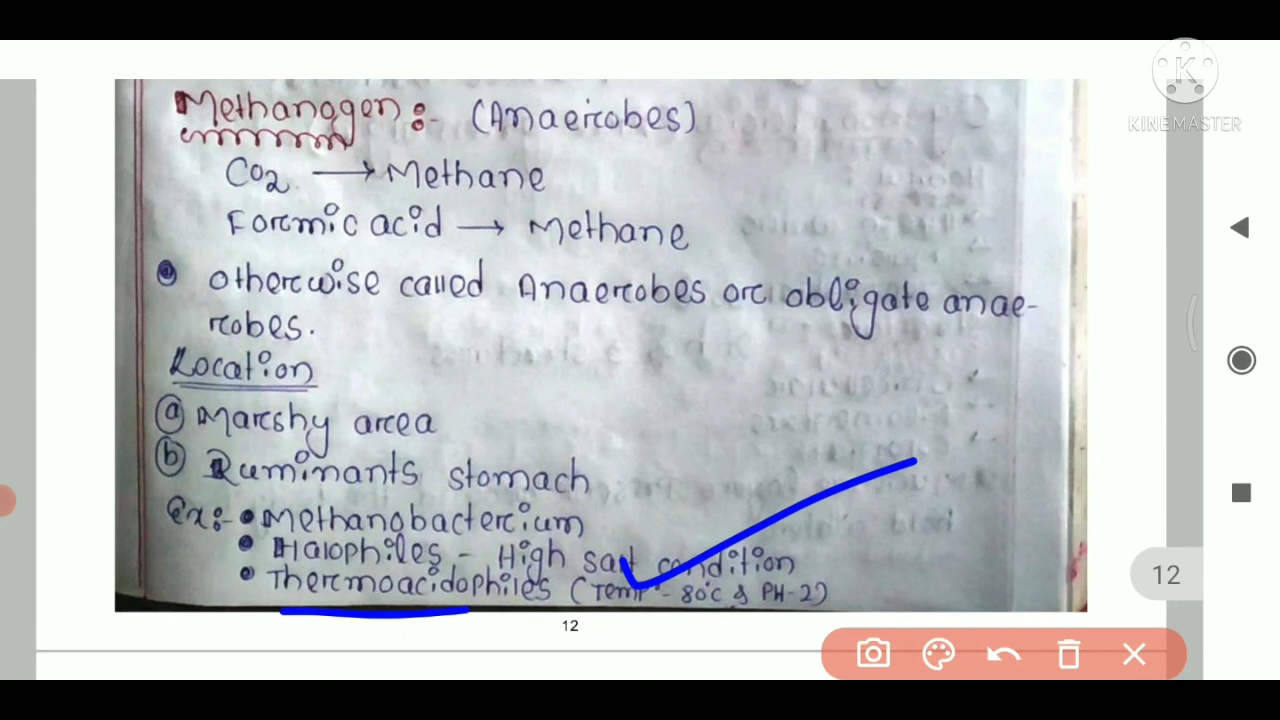 KINEMASTER
Methanogen:- (Anaerobes)
CO2 → Methane
Formic acid → Methane
otherwise called Anaerobes or obligate anae-
robes.
Location
(a) Marshy area
(b) Ruminants stomach
Ex:- • Methanobacterium
• Halophiles - High salt condition
• Thermoacidophiles (Temp - 80°C & PH-2)
12
12